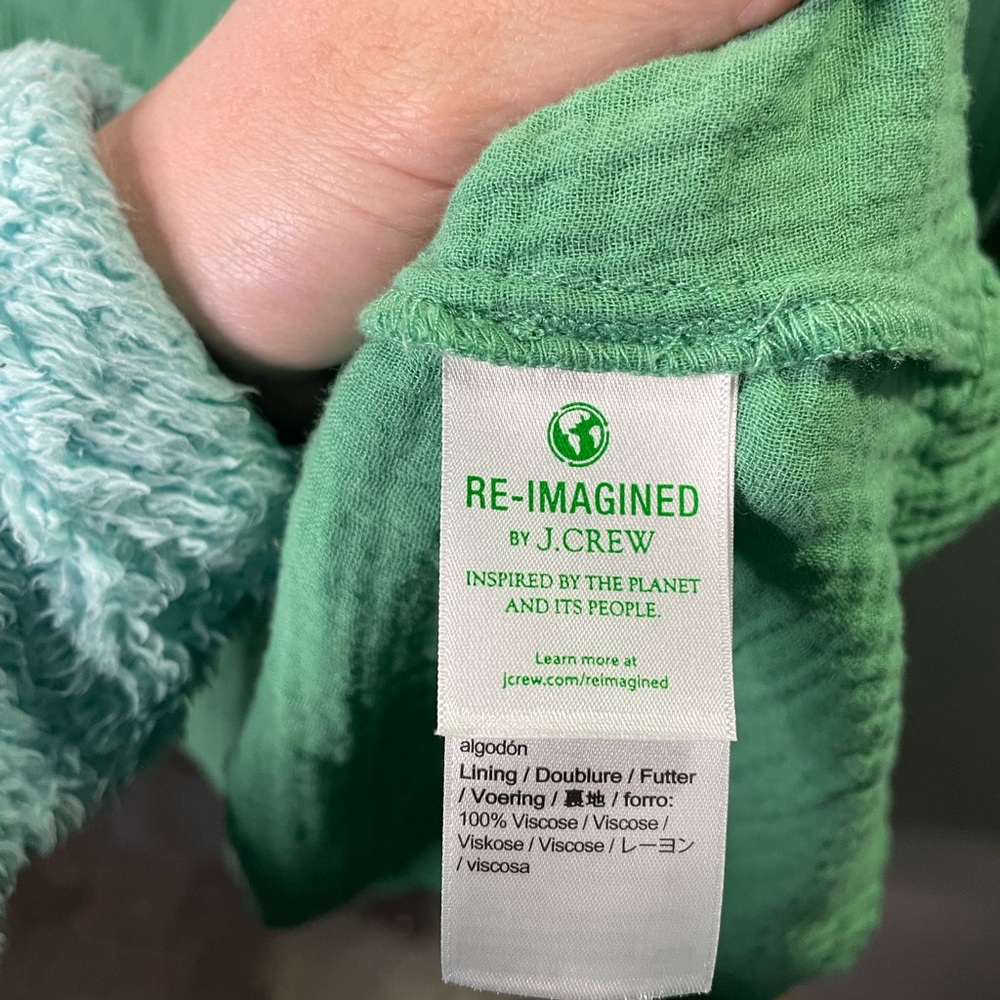 RE-IMAGINED
BY J.CREW
INSPIRED BY THE PLANET
AND ITS PEOPLE.
Learn more at
jcrew.com/reimagined
algodón
Lining / Doublure / Futter
/ Voering / 裏地 / forro:
100% Viscose / Viscose /
Viskose / Viscose / レーヨン
/ viscosa